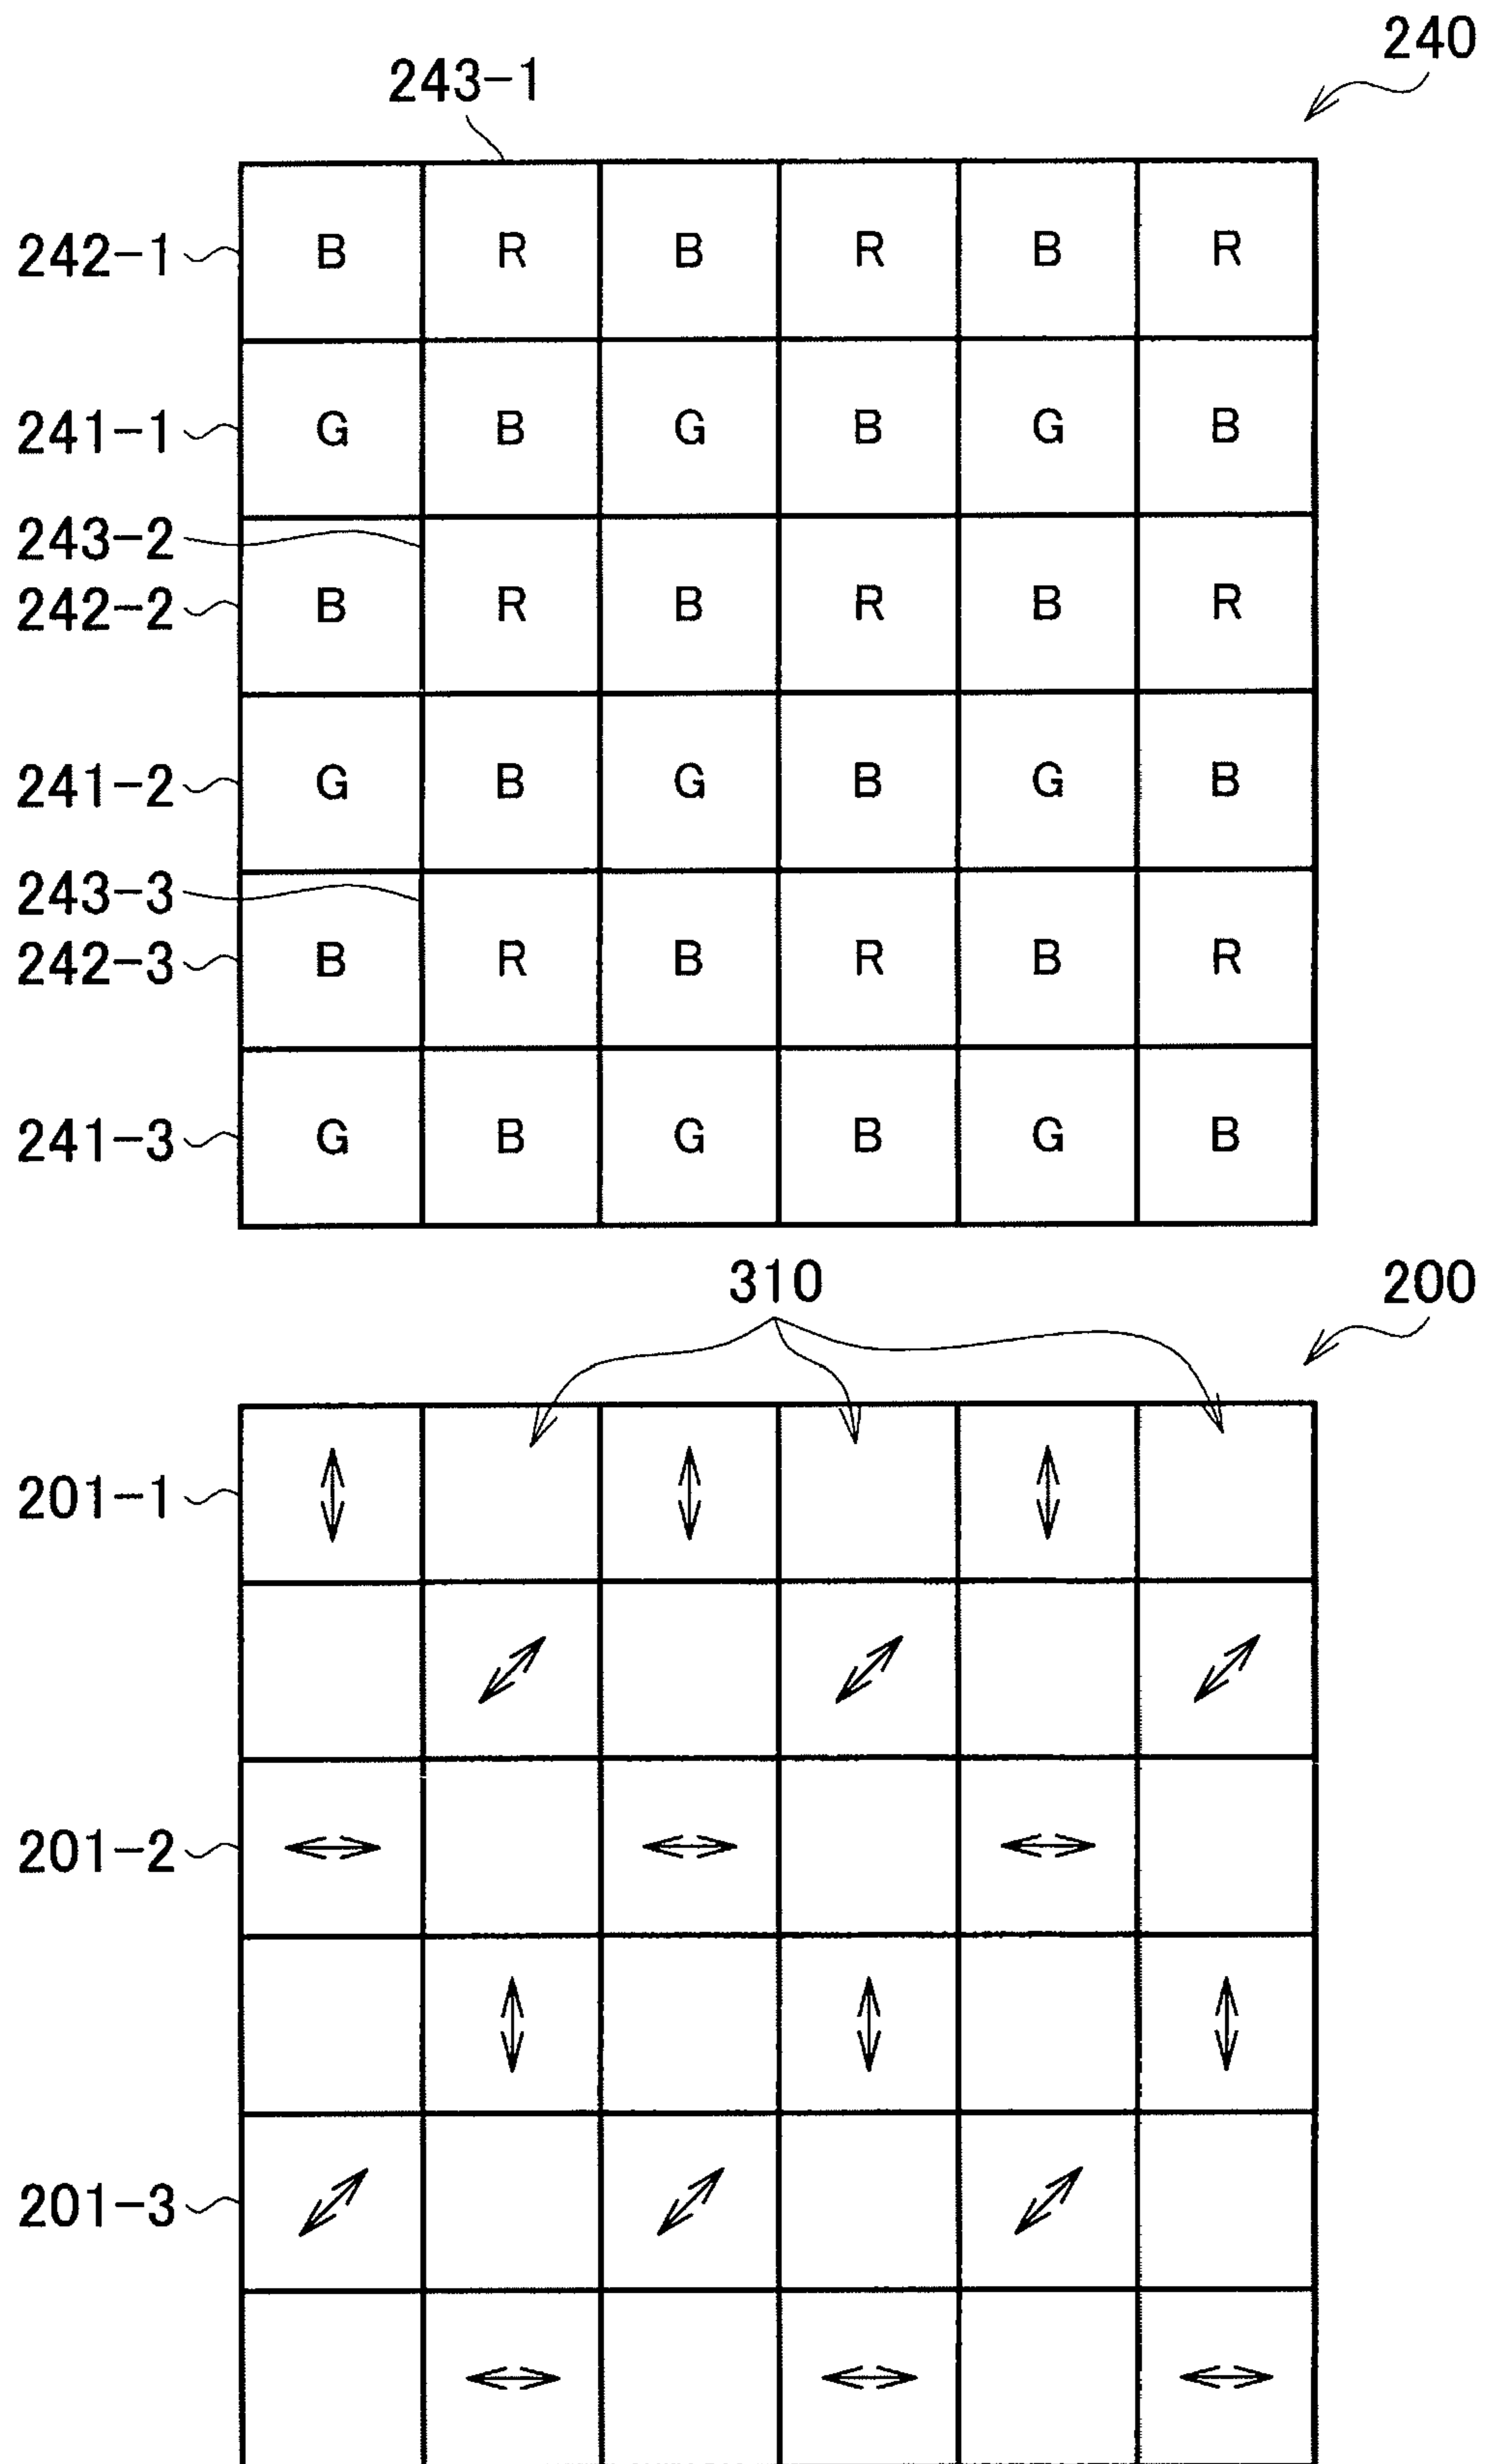 240
243-1
242-1 B R B R B R
241-1 G B G B G B
243-2
242-2 B R B R B R
241-2 G B G B G B
243-3
242-3 B R B R B R
241-3 G B G B G B
310
200
201-1
201-2
201-3